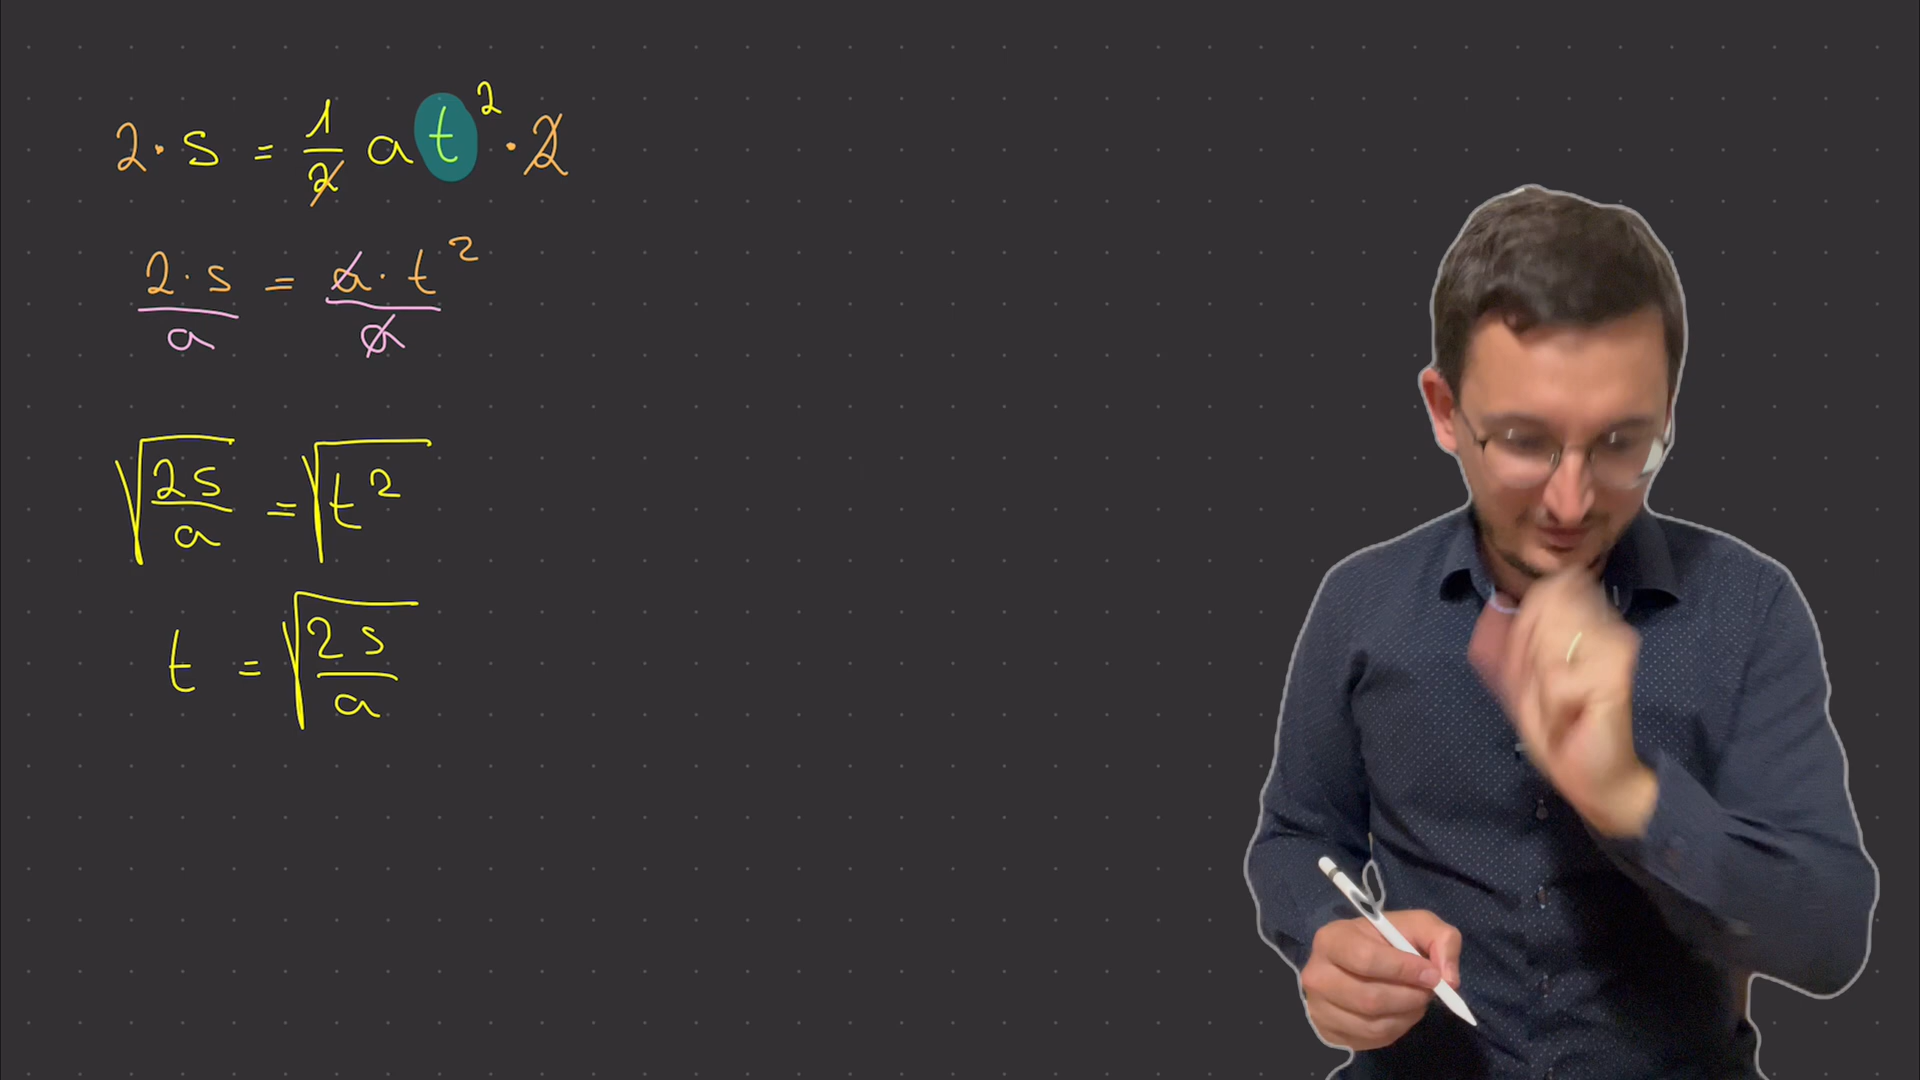 2 · s = 1/2 a t² · 2
2 · s / a = a · t² / a
√(2s/a) = √(t²)
t = √(2s/a)